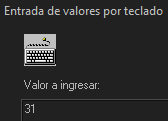 Entrada de valores por teclado
Valor a ingresar:
31